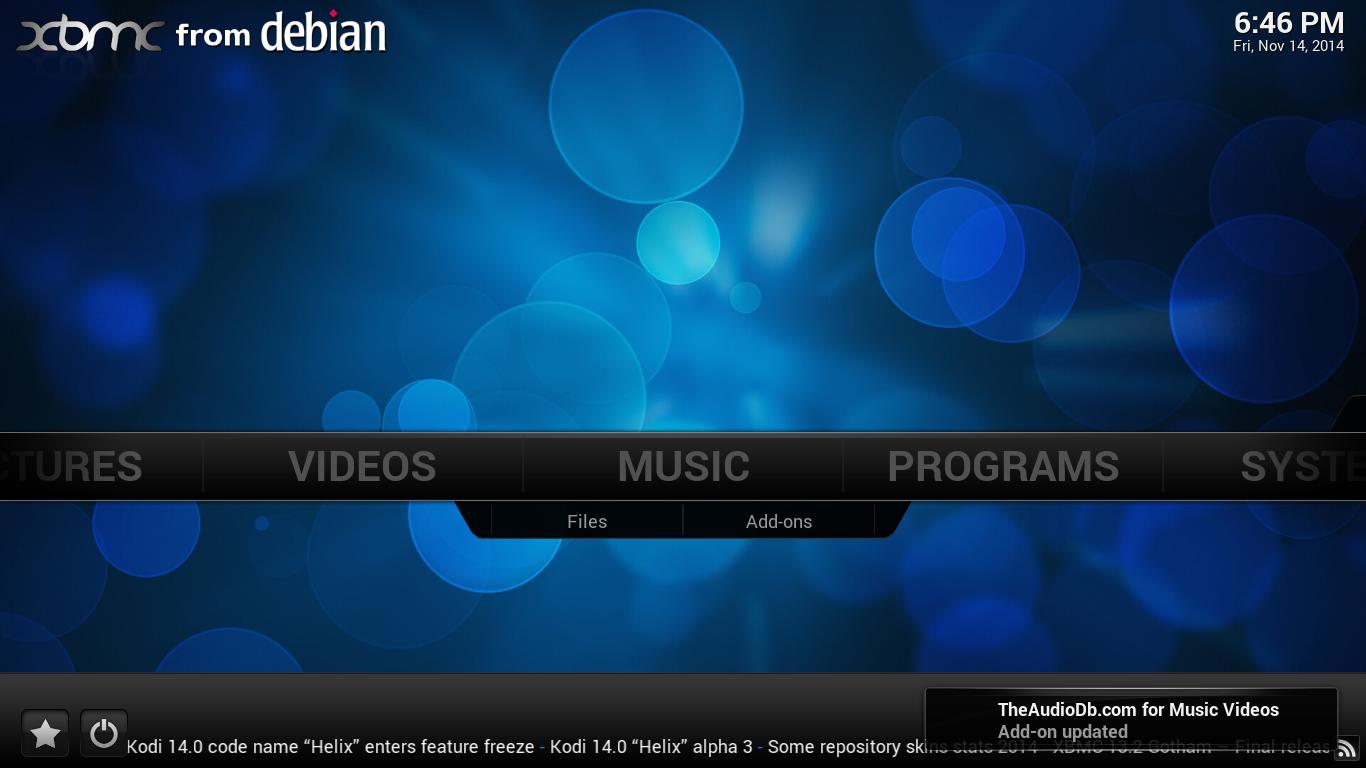 xbmc from debian
6:46 PM
Fri, Nov 14, 2014
CTURES VIDEOS MUSIC PROGRAMS SYSTE
Files Add-ons
TheAudioDb.com for Music Videos
Add-on updated
Kodi 14.0 code name “Helix” enters feature freeze - Kodi 14.0 “Helix” alpha 3 - Some repository skins stats 2014 - XBMC 13.2 Gotham – Final releas